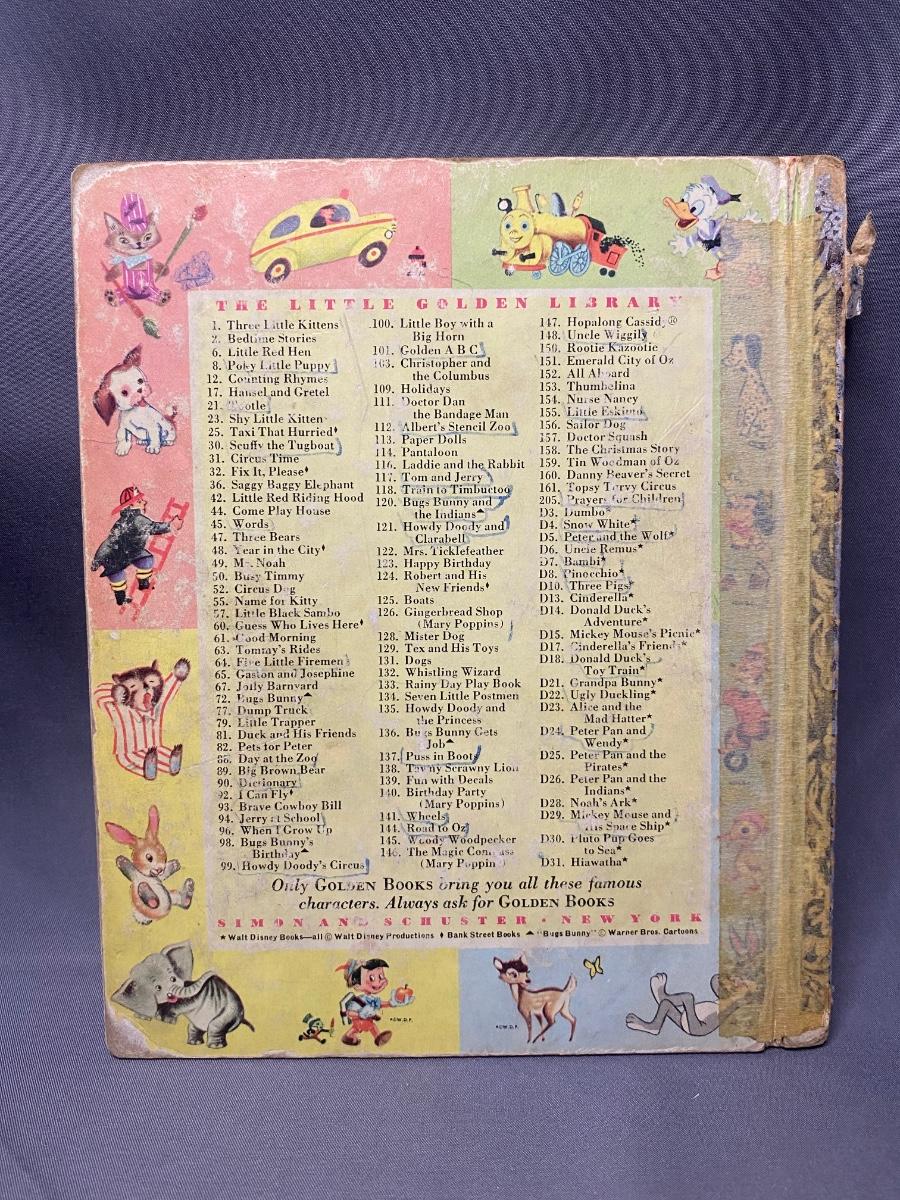 THE LITTLE GOLDEN LIBRARY
1. Three Little Kittens
2. Bedtime Stories
6. Little Red Hen
8. Poky Little Puppy
12. Counting Rhymes
17. Hansel and Gretel
21. Tootle
23. Shy Little Kitten
25. Taxi That Hurried♦
30. Scuffy the Tugboat
31. Circus Time
32. Fix It, Please♦
36. Saggy Baggy Elephant
42. Little Red Riding Hood
44. Come Play House
45. Words
47. Three Bears
48. Year in the City♦
49. Mr. Noah
50. Busy Timmy
52. Circus Dog
55. Name for Kitty
57. Little Black Sambo
60. Guess Who Lives Here♦
61. Good Morning
63. Tommy's Rides
64. Five Little Firemen
65. Gaston and Josephine
67. Jolly Barnyard
72. Bugs Bunny▲
77. Dump Truck
79. Little Trapper
81. Duck and His Friends
82. Pets for Peter
88. Day at the Zoo
89. Big Brown Bear
90. Dictionary
92. I Can Fly♦
93. Brave Cowboy Bill
94. Jerry at School
96. When I Grow Up
98. Bugs Bunny's
Birthday▲
99. Howdy Doody's Circus
100. Little Boy with a
Big Horn
101. Golden A B C
103. Christopher and
the Columbus
109. Holidays
111. Doctor Dan
the Bandage Man
112. Albert's Stencil Zoo
113. Paper Dolls
114. Pantaloon
116. Laddie and the Rabbit
117. Tom and Jerry
118. Train to Timbuctoo
120. Bugs Bunny and
the Indians▲
121. Howdy Doody and
Clarabell
122. Mrs. Ticklefeather
123. Happy Birthday
124. Robert and His
New Friends♦
125. Boats
126. Gingerbread Shop
(Mary Poppins)
128. Mister Dog
129. Tex and His Toys
131. Dogs
132. Whistling Wizard
133. Rainy Day Play Book
134. Seven Little Postmen
135. Howdy Doody and
the Princess
136. Bugs Bunny Gets
Job▲
137. Puss in Boots
138. Tawny Scrawny Lion
139. Fun with Decals
140. Birthday Party
(Mary Poppins)
141. Wheels
144. Road to Oz
145. Woody Woodpecker
146. The Magic Compass
(Mary Poppins)
147. Hopalong Cassidy®
148. Uncle Wiggily
150. Rootie Kazootie
151. Emerald City of Oz
152. All Aboard
153. Thumbelina
154. Nurse Nancy
155. Little Eskimo
156. Sailor Dog
157. Doctor Squash
158. The Christmas Story
159. Tin Woodman of Oz
160. Danny Beaver's Secret
161. Topsy Turvy Circus
205. Prayers for Children
D3. Dumbo★
D4. Snow White★
D5. Peter and the Wolf★
D6. Uncle Remus★
D7. Bambi★
D8. Pinocchio★
D10. Three Pigs★
D13. Cinderella★
D14. Donald Duck's
Adventure★
D15. Mickey Mouse's Picnic★
D17. Cinderella's Friends★
D18. Donald Duck's
Toy Train★
D21. Grandpa Bunny★
D22. Ugly Duckling★
D23. Alice and the
Mad Hatter★
D24. Peter Pan and
Wendy★
D25. Peter Pan and the
Pirates★
D26. Peter Pan and the
Indians★
D28. Noah's Ark★
D29. Mickey Mouse and
His Space Ship★
D30. Pluto Pup Goes
to Sea★
D31. Hiawatha★
Only GOLDEN BOOKS bring you all these famous
characters. Always ask for GOLDEN BOOKS
SIMON AND SCHUSTER · NEW YORK
★ Walt Disney Books—all © Walt Disney Productions ♦ Bank Street Books ▲ "Bugs Bunny" © Warner Bros. Cartoons
©W.D.P.
©W.D.P.